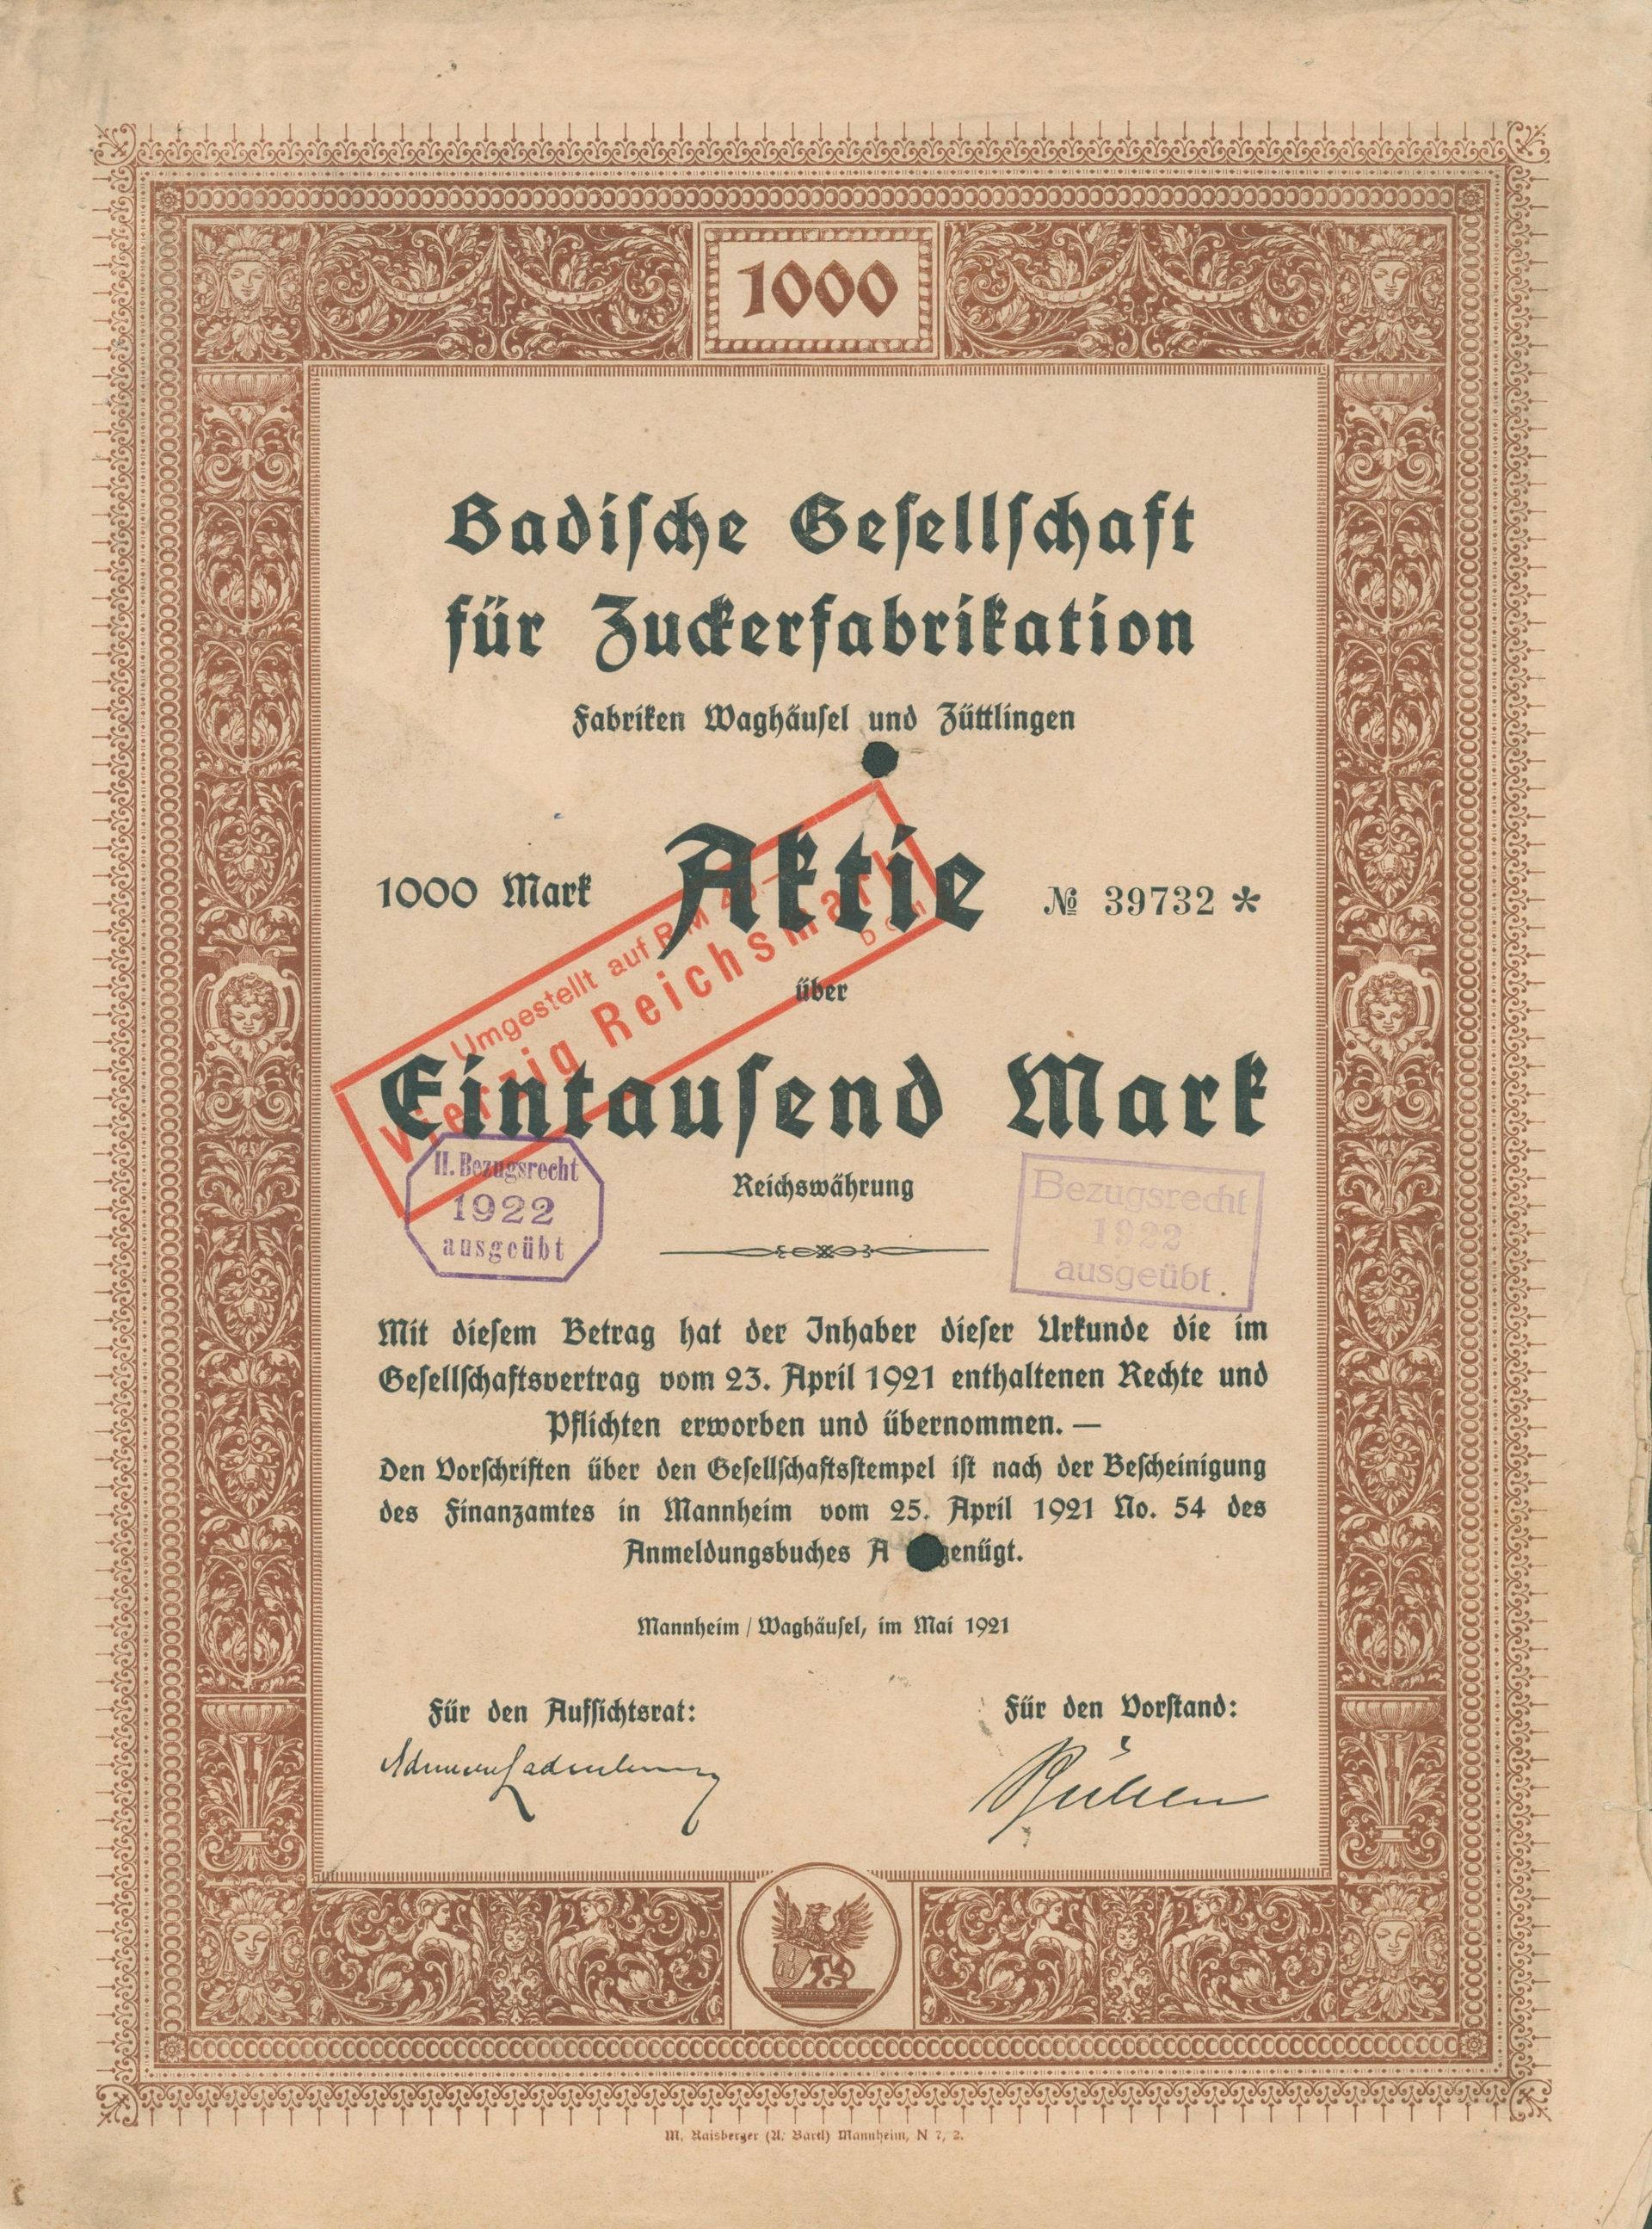 1000
Badische Gesellschaft
für Zuckerfabrikation
Fabriken Waghäusel und Züttlingen
1000 Mark Aktie № 39732 *
über
Umgestellt auf RM 40.–
Vierzig Reichsmark
Eintausend Mark
Reichswährung
II. Bezugsrecht
1922
ausgeübt
Bezugsrecht
1922
ausgeübt.
Mit diesem Betrag hat der Inhaber dieser Urkunde die im
Gesellschaftsvertrag vom 23. April 1921 enthaltenen Rechte und
Pflichten erworben und übernommen. —
Den Vorschriften über den Gesellschaftsstempel ist nach der Bescheinigung
des Finanzamtes in Mannheim vom 25. April 1921 No. 54 des
Anmeldungsbuches A genügt.
Mannheim / Waghäusel, im Mai 1921
Für den Aufsichtsrat: Für den Vorstand:
M. Raisberger (A. Bartl) Mannheim, N 7, 2.